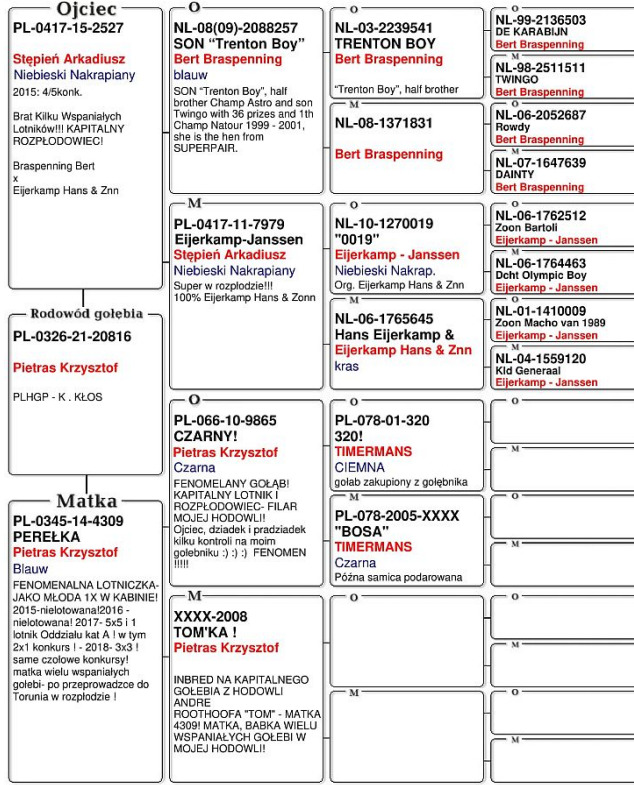 Ojciec
PL-0417-15-2527
Stępień Arkadiusz
Niebieski Nakrapiany
2015: 4/5konk.
Brat Kilku Wspaniałych
Lotników!!! KAPITALNY
ROZPŁODOWIEC!
Braspenning Bert
x
Eijerkamp Hans & Znn
Rodowód gołębia
PL-0326-21-20816
Pietras Krzysztof
PLHGP - K . KŁOS
Matka
PL-0345-14-4309
PEREŁKA
Pietras Krzysztof
Blauw
FENOMENALNA LOTNICZKA-
JAKO MŁODA 1X W KABINIE!
2015-nielotowana!2016 -
nielotowana! 2017- 5x5 i 1
lotnik Oddziału kat A ! w tym
2x1 konkurs ! - 2018- 3x3 !
same czołowe konkursy!
matka wielu wspaniałych
gołebi- po przeprowadzce do
Torunia w rozpłodzie !
O
NL-08(09)-2088257
SON “Trenton Boy”
Bert Braspenning
blauw
SON “Trenton Boy”, half
brother Champ Astro and son
Twingo with 36 prizes and 1th
Champ Natour 1999 - 2001,
she is the hen from
SUPERPAIR.
M
PL-0417-11-7979
Eijerkamp-Janssen
Stępień Arkadiusz
Niebieski Nakrapiany
Super w rozpłodzie!!!
100% Eijerkamp Hans & Zonn
O
PL-066-10-9865
CZARNY!
Pietras Krzysztof
Czarna
FENOMELANY GOŁĄB!
KAPITALNY LOTNIK I
ROZPŁODOWIEC- FILAR
MOJEJ HODOWLI!
Ojciec, dziadek i pradziadek
kilku kontroli na moim
golebniku :) :) :)  FENOMEN
!!!!!
M
XXXX-2008
TOM'KA !
Pietras Krzysztof
INBRED NA KAPITALNEGO
GOŁEBIA Z HODOWLI
ANDRE
ROOTHOOFA "TOM" - MATKA
4309! MATKA, BABKA WIELU
WSPANIAŁYCH GOŁEBI W
MOJEJ HODOWLI!
O
NL-03-2239541
TRENTON BOY
Bert Braspenning
“Trenton Boy”, half brother
M
NL-08-1371831
Bert Braspenning
O
NL-10-1270019
"0019"
Eijerkamp - Janssen
Niebieski Nakrap.
Org. Eijerkamp Hans & Znn
M
NL-06-1765645
Hans Eijerkamp &
Eijerkamp Hans & Znn
kras
O
PL-078-01-320
320!
TIMERMANS
CIEMNA
gołab zakupiony z gołębnika
M
PL-078-2005-XXXX
"BOSA"
TIMERMANS
Czarna
Późna samica podarowana
O
M
O
NL-99-2136503
DE KARABIJN
Bert Braspenning
M
NL-98-2511511
TWINGO
Bert Braspenning
O
NL-06-2052687
Rowdy
Bert Braspenning
M
NL-07-1647639
DAINTY
Bert Braspenning
O
NL-06-1762512
Zoon Bartoli
Eijerkamp - Janssen
M
NL-06-1764463
Dcht Olympic Boy
Eijerkamp - Janssen
O
NL-01-1410009
Zoon Macho van 1989
Eijerkamp - Janssen
M
NL-04-1559120
Kld Generaal
Eijerkamp - Janssen
O
M
O
M
O
M
O
M